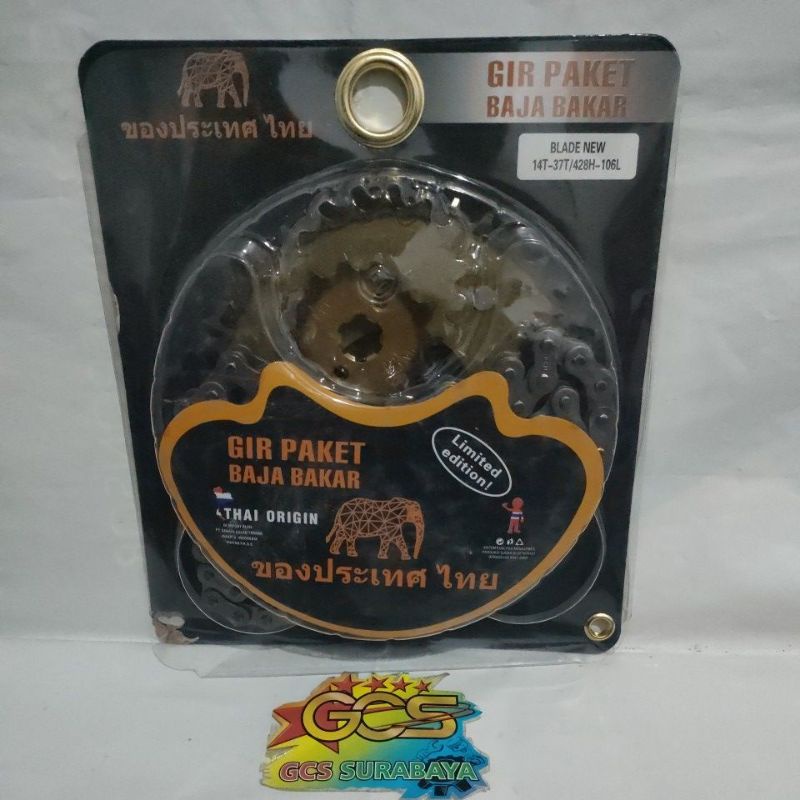 ของประเทศ ไทย
GIR PAKET
BAJA BAKAR
BLADE NEW
14T-37T/428H-106L
GIR PAKET
BAJA BAKAR
Limited
edition!
THAI ORIGIN
ของประเทศ ไทย
GCS
GCS SURABAYA